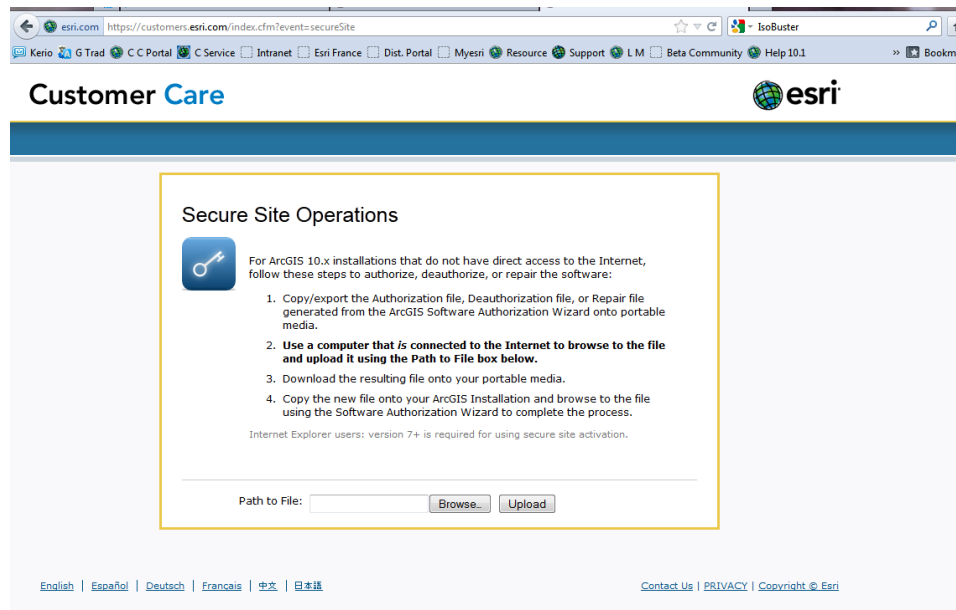 esri.com https://customers.esri.com/index.cfm?event=secureSite IsoBuster
Kerio G Trad C C Portal C Service Intranet Esri France Dist. Portal Myesri Resource Support L M Beta Community Help 10.1 » Bookm
Customer Care esri
Secure Site Operations
For ArcGIS 10.x installations that do not have direct access to the Internet,
follow these steps to authorize, deauthorize, or repair the software:
1. Copy/export the Authorization file, Deauthorization file, or Repair file
generated from the ArcGIS Software Authorization Wizard onto portable
media.
2. Use a computer that is connected to the Internet to browse to the file
and upload it using the Path to File box below.
3. Download the resulting file onto your portable media.
4. Copy the new file onto your ArcGIS Installation and browse to the file
using the Software Authorization Wizard to complete the process.
Internet Explorer users: version 7+ is required for using secure site activation.
Path to File: Browse.. Upload
English | Español | Deutsch | Français | 中文 | 日本語 Contact Us | PRIVACY | Copyright © Esri